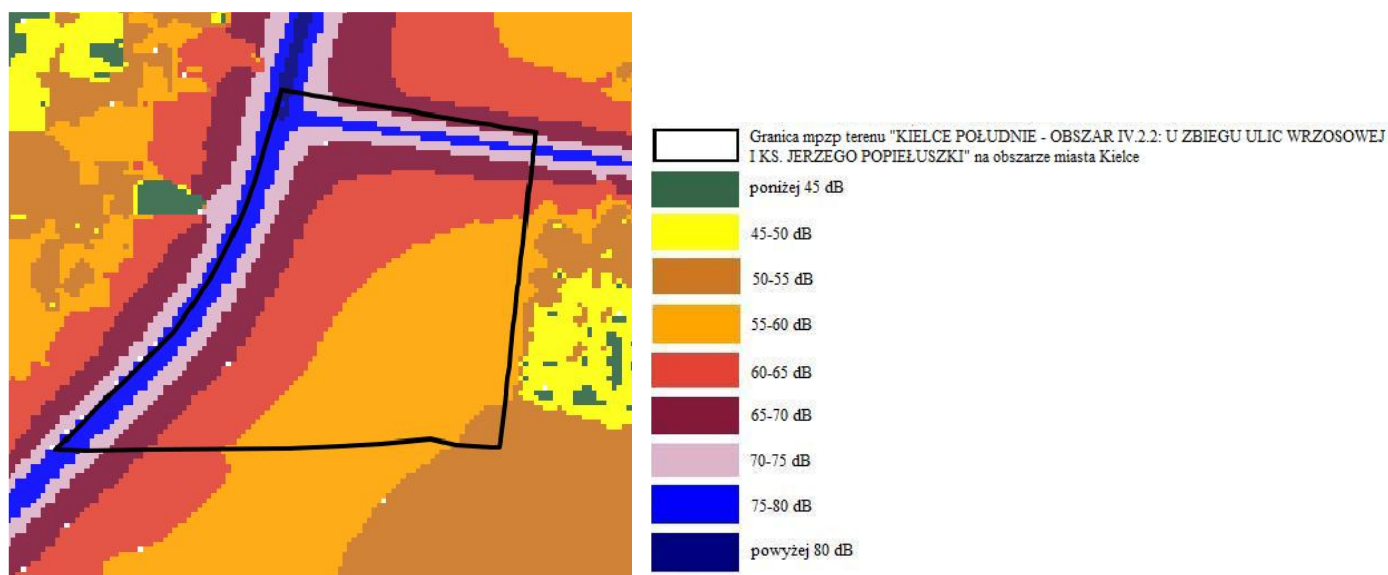 Granica mpzp terenu "KIELCE POŁUDNIE - OBSZAR IV.2.2: U ZBIEGU ULIC WRZOSOWEJ
I KS. JERZEGO POPIEŁUSZKI" na obszarze miasta Kielce
poniżej 45 dB
45-50 dB
50-55 dB
55-60 dB
60-65 dB
65-70 dB
70-75 dB
75-80 dB
powyżej 80 dB